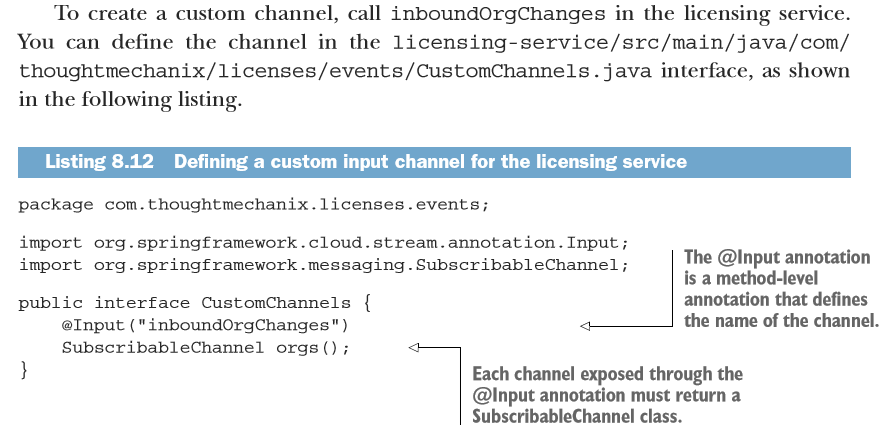 To create a custom channel, call inboundOrgChanges in the licensing service.
You can define the channel in the licensing-service/src/main/java/com/
thoughtmechanix/licenses/events/CustomChannels.java interface, as shown
in the following listing.
Listing 8.12 Defining a custom input channel for the licensing service
package com.thoughtmechanix.licenses.events;
import org.springframework.cloud.stream.annotation.Input;
import org.springframework.messaging.SubscribableChannel;
public interface CustomChannels {
@Input("inboundOrgChanges")
SubscribableChannel orgs();
}
The @Input annotation
is a method-level
annotation that defines
the name of the channel.
Each channel exposed through the
@Input annotation must return a
SubscribableChannel class.